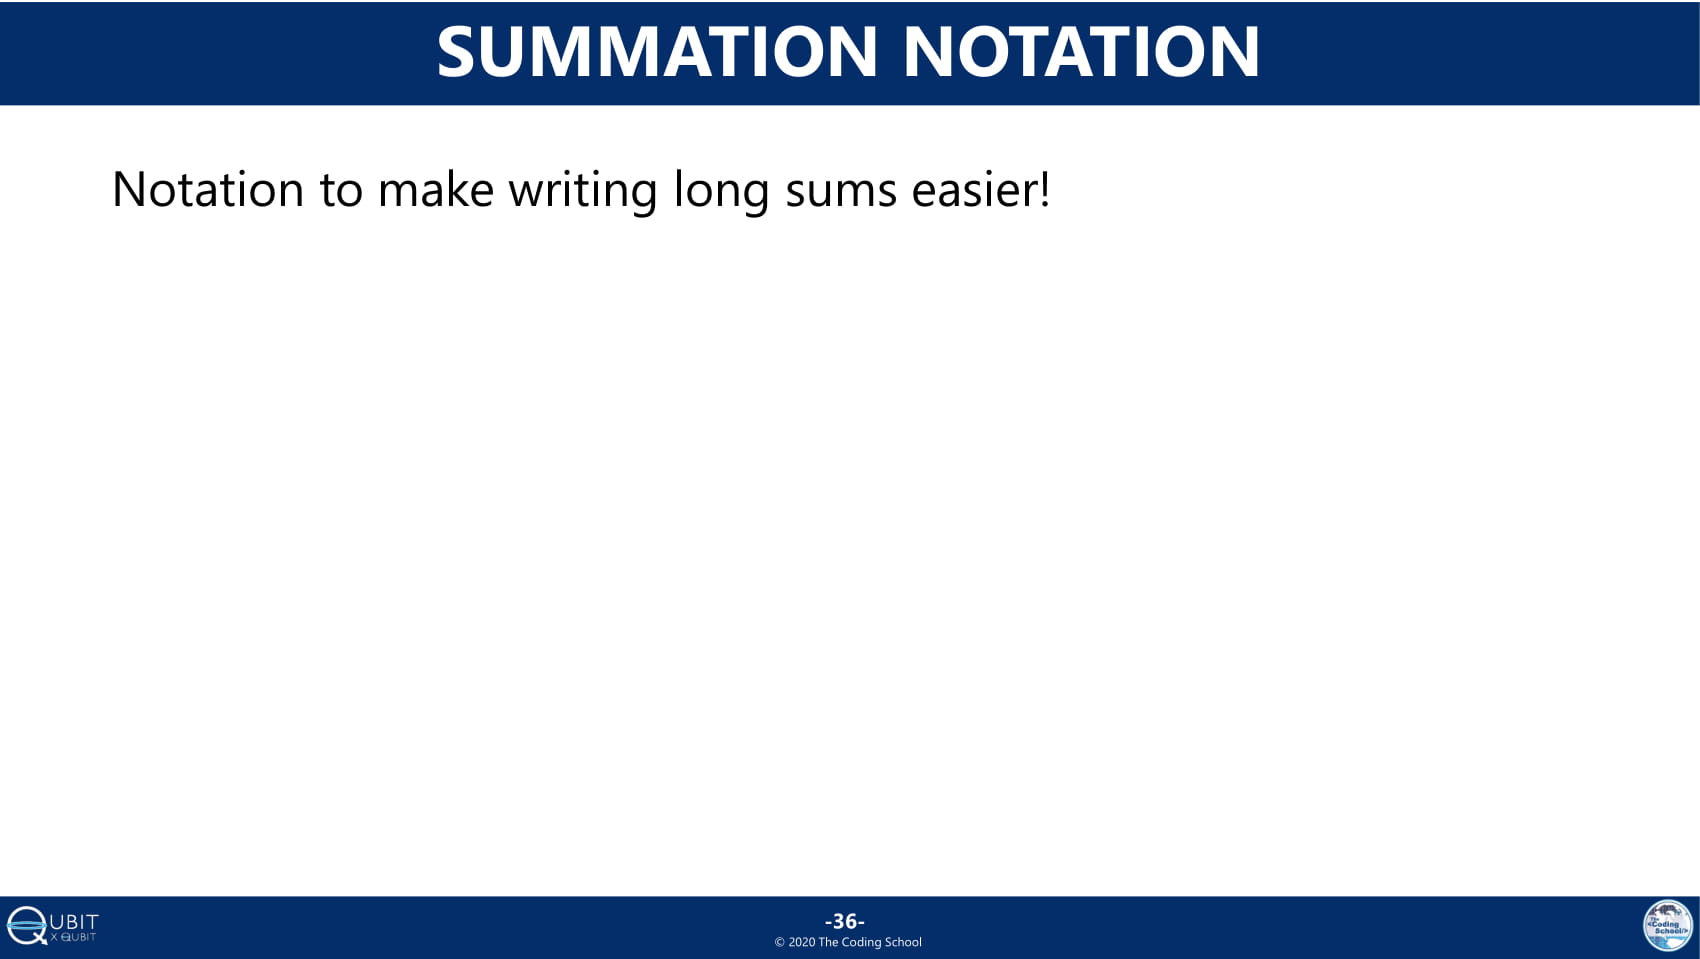 SUMMATION NOTATION
Notation to make writing long sums easier!
QUBIT
X QUBIT
-36-
© 2020 The Coding School
The
<Coding
School/>